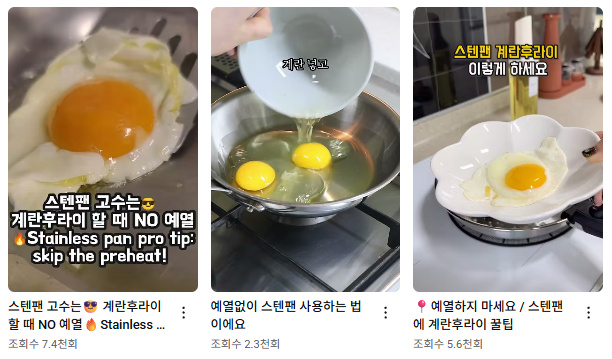 스텐팬 고수는😎
계란후라이 할 때 NO 예열
🔥Stainless pan pro tip:
skip the preheat!
스텐팬 고수는😎 계란후라이
할 때 NO 예열🔥 Stainless ...
조회수 7.4천회
계란 넣고
예열없이 스텐팬 사용하는 법
이에요
조회수 2.3천회
스텐팬 계란후라이
이렇게 하세요
📍 예열하지 마세요 / 스텐팬
에 계란후라이 꿀팁
조회수 5.6천회